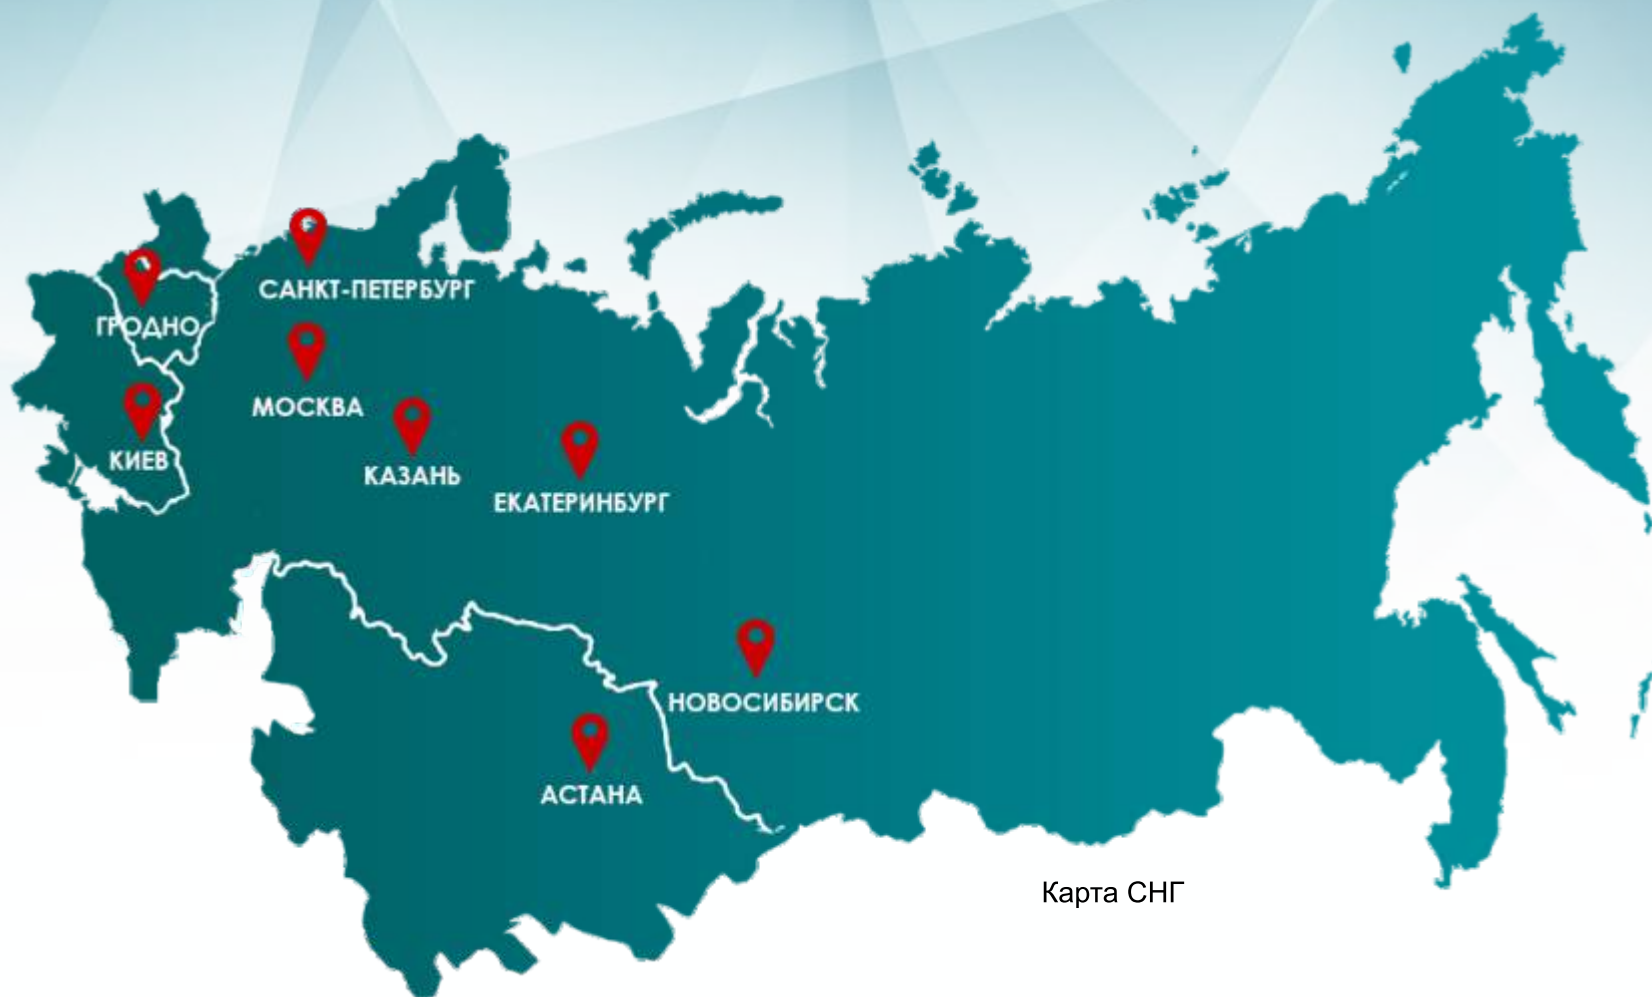 САНКТ-ПЕТЕРБУРГ
ГРОДНО
МОСКВА
КИЕВ
КАЗАНЬ
ЕКАТЕРИНБУРГ
НОВОСИБИРСК
АСТАНА
Карта СНГ